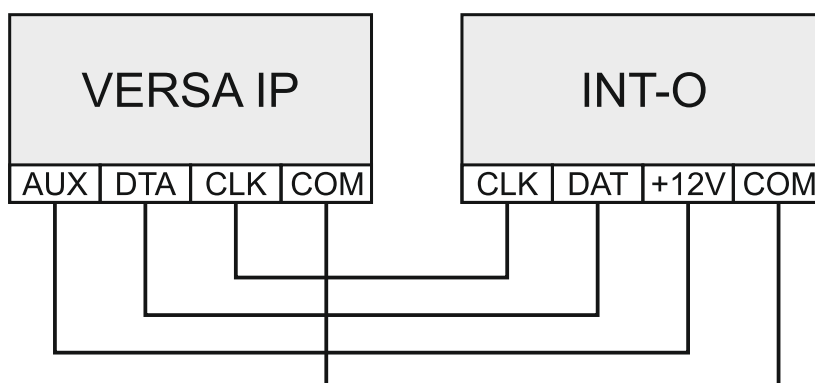 VERSA IP
INT-O
AUX DTA CLK COM
CLK DAT +12V COM